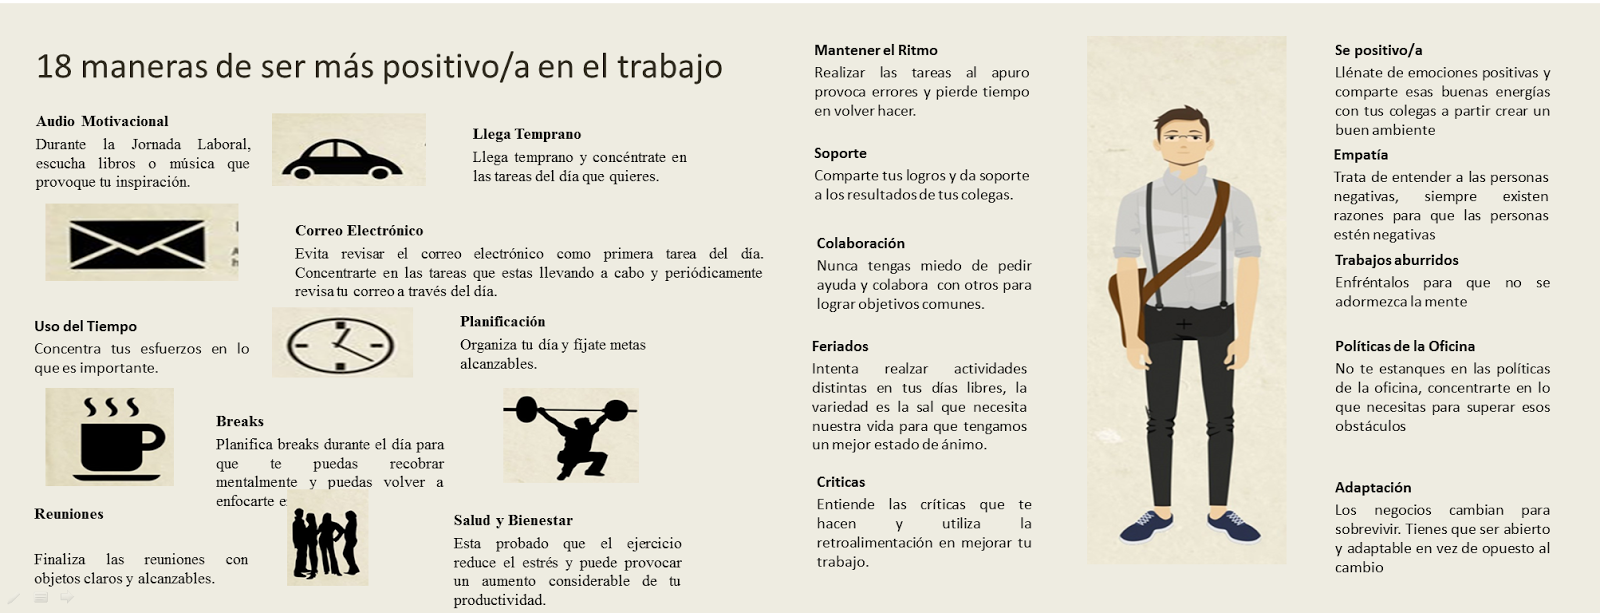 18 maneras de ser más positivo/a en el trabajo
Audio Motivacional
Durante la Jornada Laboral,
escucha libros o música que
provoque tu inspiración.
Llega Temprano
Llega temprano y concéntrate en
las tareas del día que quieres.
Correo Electrónico
Evita revisar el correo electrónico como primera tarea del día.
Concentrarte en las tareas que estas llevando a cabo y periódicamente
revisa tu correo a través del día.
Uso del Tiempo
Concentra tus esfuerzos en lo
que es importante.
Planificación
Organiza tu día y fíjate metas
alcanzables.
Breaks
Planifica breaks durante el día para
que te puedas recobrar
mentalmente y puedas volver a
enfocarte
Reuniones
Finaliza las reuniones con
objetos claros y alcanzables.
Salud y Bienestar
Esta probado que el ejercicio
reduce el estrés y puede provocar
un aumento considerable de tu
productividad.
Mantener el Ritmo
Realizar las tareas al apuro
provoca errores y pierde tiempo
en volver hacer.
Soporte
Comparte tus logros y da soporte
a los resultados de tus colegas.
Colaboración
Nunca tengas miedo de pedir
ayuda y colabora con otros para
lograr objetivos comunes.
Feriados
Intenta realzar actividades
distintas en tus días libres, la
variedad es la sal que necesita
nuestra vida para que tengamos
un mejor estado de ánimo.
Criticas
Entiende las críticas que te
hacen y utiliza la
retroalimentación en mejorar tu
trabajo.
Se positivo/a
Llénate de emociones positivas y
comparte esas buenas energías
con tus colegas a partir crear un
buen ambiente
Empatía
Trata de entender a las personas
negativas, siempre existen
razones para que las personas
estén negativas
Trabajos aburridos
Enfréntalos para que no se
adormezca la mente
Políticas de la Oficina
No te estanques en las políticas
de la oficina, concentrarte en lo
que necesitas para superar esos
obstáculos
Adaptación
Los negocios cambian para
sobrevivir. Tienes que ser abierto
y adaptable en vez de opuesto al
cambio